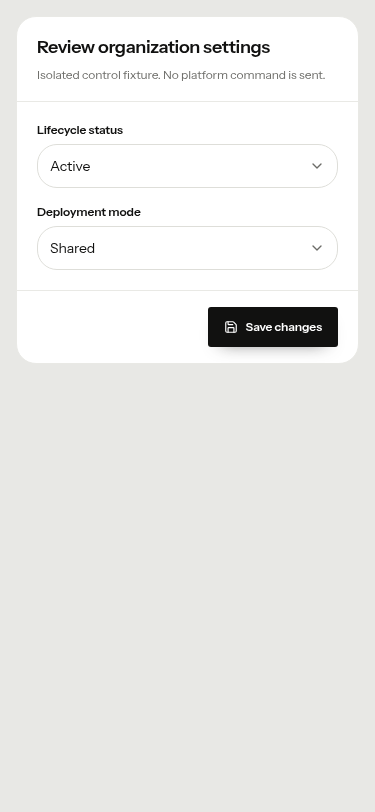 Review organization settings
Isolated control fixture. No platform command is sent.
Lifecycle status
Active
Deployment mode
Shared
Save changes